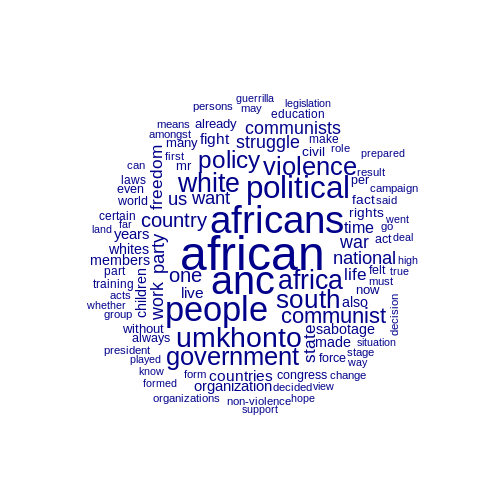 guerrilla
persons may legislation
education
means already communists
amongst many fight struggle make
first mr policy violence civil role prepared
can freedom result
laws white political per campaign
even us want fact said
world africans rights went
certain country time go
land far war act deal
years african
whites national high
members party one anc africa life felt true
part now must
training children work live south also
acts people communist decision
whether
group umkhonto sabotage
without state made situation
always government
president force stage
played way
know form countries congress change
formed organization decided view
organizations non-violence hope
support